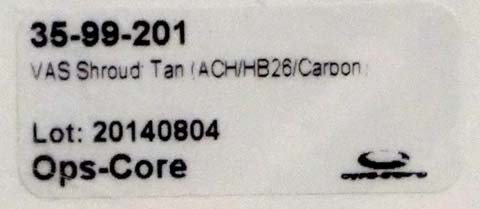 35-99-201
VAS Shroud Tan (ACH/HB26/Carbon)
Lot: 20140804
Ops-Core